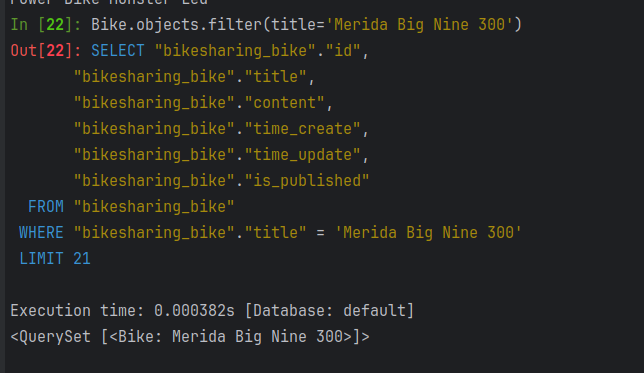 Power Bike Monster Led
In [22]: Bike.objects.filter(title='Merida Big Nine 300')
Out[22]: SELECT "bikesharing_bike"."id",
"bikesharing_bike"."title",
"bikesharing_bike"."content",
"bikesharing_bike"."time_create",
"bikesharing_bike"."time_update",
"bikesharing_bike"."is_published"
FROM "bikesharing_bike"
WHERE "bikesharing_bike"."title" = 'Merida Big Nine 300'
LIMIT 21
Execution time: 0.000382s [Database: default]
<QuerySet [<Bike: Merida Big Nine 300>]>